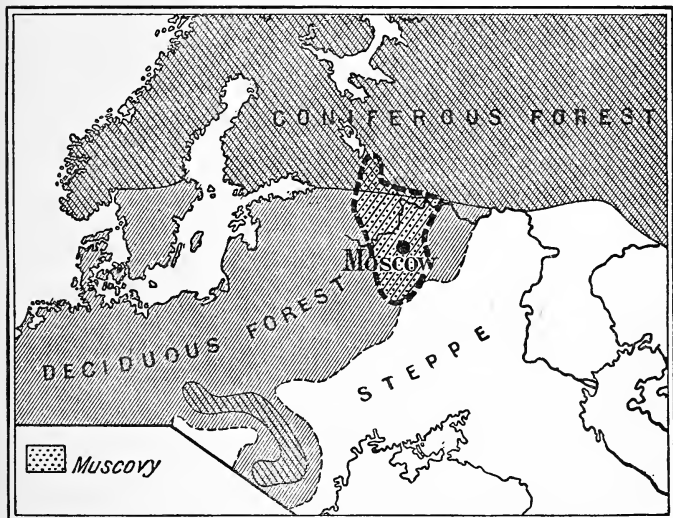 CONIFEROUS FOREST
Moscow
DECIDUOUS FOREST
STEPPE
Muscovy